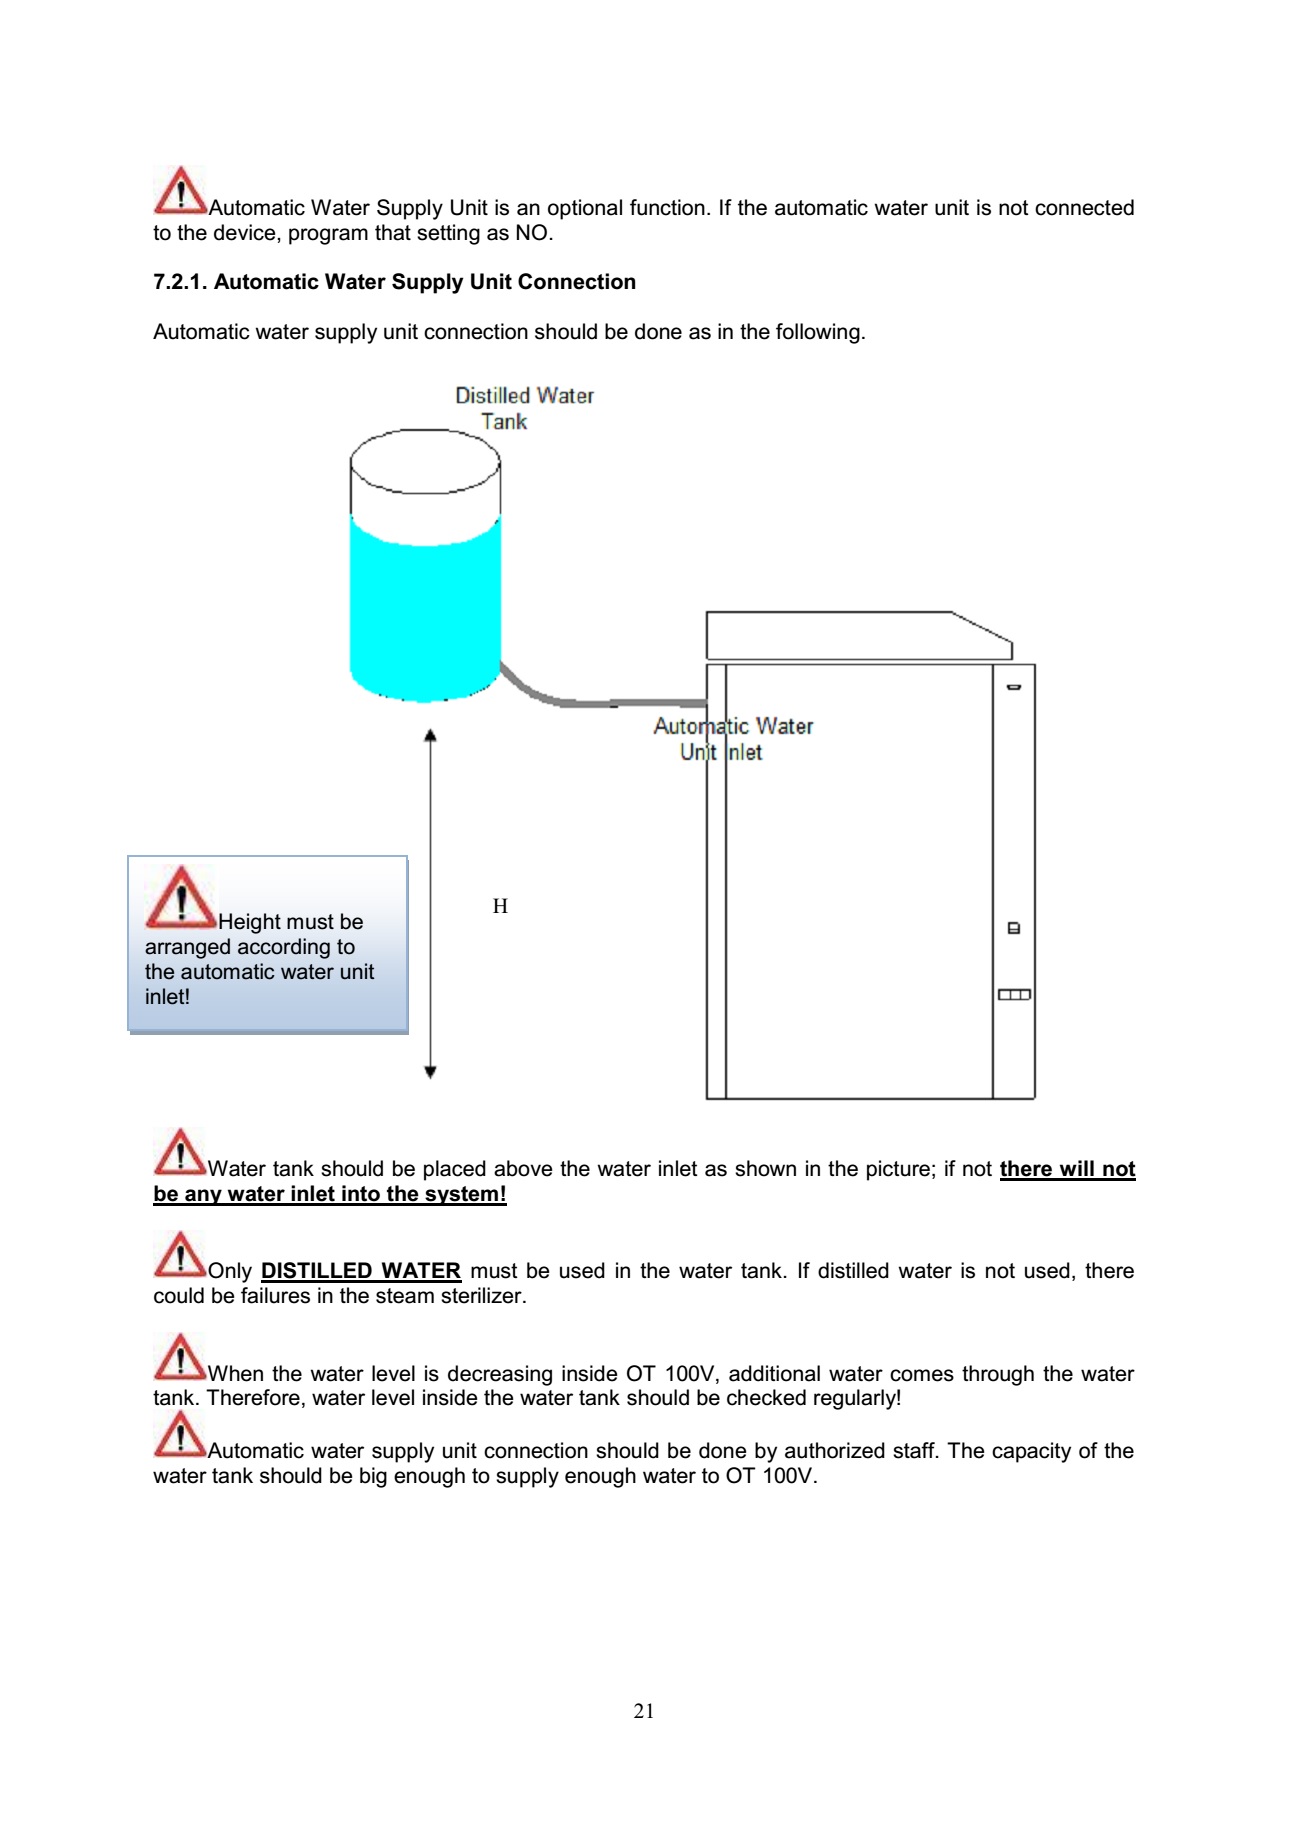 Automatic Water Supply Unit is an optional function. If the automatic water unit is not connected
to the device, program that setting as NO.
7.2.1. Automatic Water Supply Unit Connection
Automatic water supply unit connection should be done as in the following.
Distilled Water
Tank
Automatic Water
Unit Inlet
H
Height must be
arranged according to
the automatic water unit
inlet!
Water tank should be placed above the water inlet as shown in the picture; if not there will not
be any water inlet into the system!
Only DISTILLED WATER must be used in the water tank. If distilled water is not used, there
could be failures in the steam sterilizer.
When the water level is decreasing inside OT 100V, additional water comes through the water
tank. Therefore, water level inside the water tank should be checked regularly!
Automatic water supply unit connection should be done by authorized staff. The capacity of the
water tank should be big enough to supply enough water to OT 100V.
21